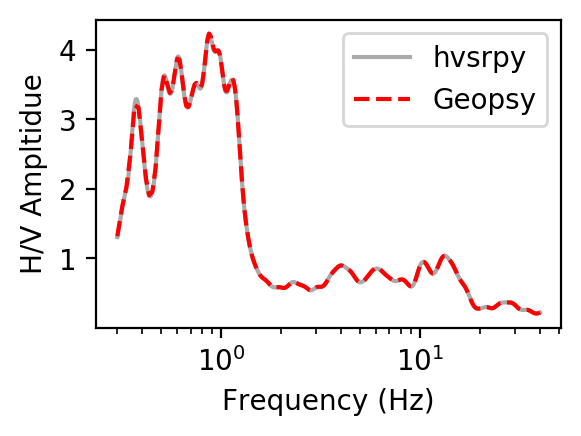 4
3
2
1
H/V Ampltidue
hvsrpy
Geopsy
10⁰
10¹
Frequency (Hz)